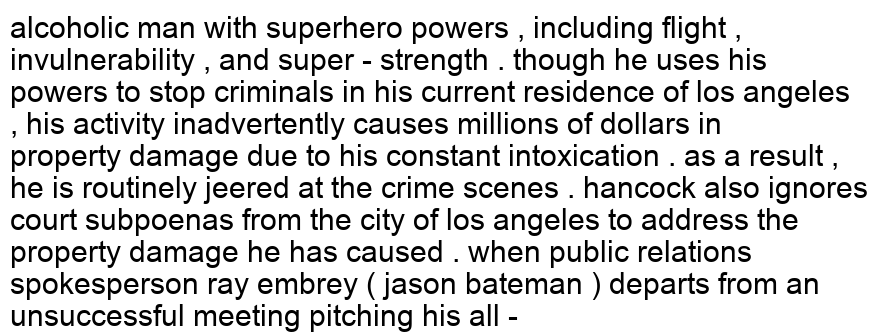 alcoholic man with superhero powers , including flight ,
invulnerability , and super - strength . though he uses his
powers to stop criminals in his current residence of los angeles
, his activity inadvertently causes millions of dollars in
property damage due to his constant intoxication . as a result ,
he is routinely jeered at the crime scenes . hancock also ignores
court subpoenas from the city of los angeles to address the
property damage he has caused . when public relations
spokesperson ray embrey ( jason bateman ) departs from an
unsuccessful meeting pitching his all -